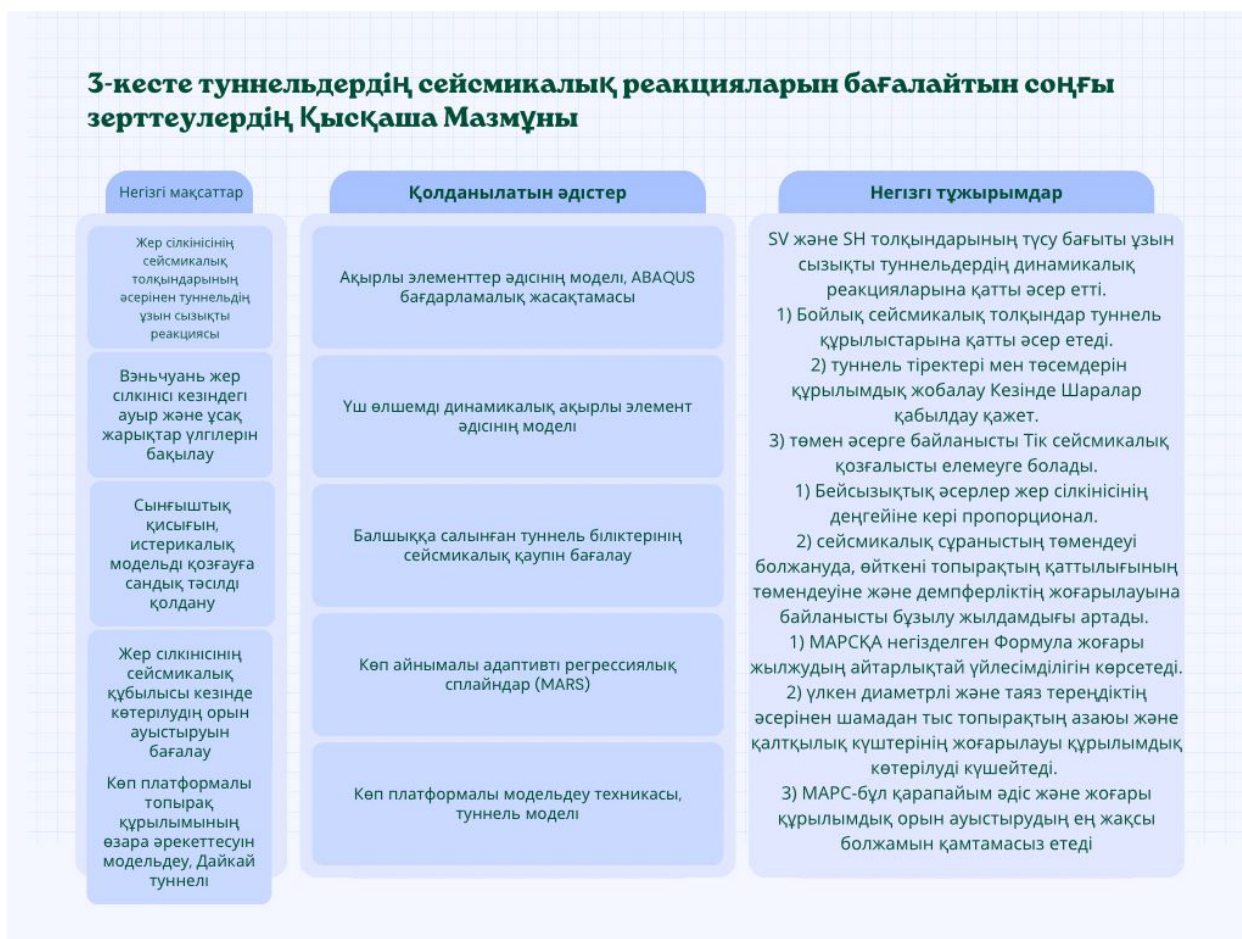 3-кесте туннельдердің сейсмикалық реакцияларын бағалайтын соңғы
зерттеулердің Қысқаша Мазмұны
Негізгі мақсаттар
Жер сілкінісінің
сейсмикалық
толқындарының
әсерінен туннельдің
ұзын сызықты
реакциясы
Вэньчуань жер
сілкінісі кезіндегі
ауыр және ұсақ
жарықтар үлгілерін
бақылау
Сынғыштық
қисығын,
истерикалық
модельді қозғауға
сандық тәсілді
қолдану
Жер сілкінісінің
сейсмикалық
құбылысы кезінде
көтерілудің орын
ауыстыруын
бағалау
Көп платформалы
топырақ
құрылымының
өзара әрекеттесуін
модельдеу, Дайкай
туннелі
Қолданылатын әдістер
Ақырлы элементтер әдісінің моделі, ABAQUS
бағдарламалық жасақтамасы
Үш өлшемді динамикалық ақырлы элемент
әдісінің моделі
Балшыққа салынған туннель біліктерінің
сейсмикалық қаупін бағалау
Көп айнымалы адаптивті регрессиялық
сплайндар (MARS)
Көп платформалы модельдеу техникасы,
туннель моделі
Негізгі тұжырымдар
SV және SH толқындарының түсу бағыты ұзын
сызықты туннельдердің динамикалық
реакцияларына қатты әсер етті.
1) Бойлық сейсмикалық толқындар туннель
құрылыстарына қатты әсер етеді.
2) туннель тіректері мен төсемдерін
құрылымдық жобалау Кезінде Шаралар
қабылдау қажет.
3) төмен әсерге байланысты Тік сейсмикалық
қозғалысты елемеуге болады.
1) Бейсызықтық әсерлер жер сілкінісінің
деңгейіне кері пропорционал.
2) сейсмикалық сұраныстың төмендеуі
болжануда, өйткені топырақтың қаттылығының
төмендеуіне және демпферліктің жоғарылауына
байланысты бұзылу жылдамдығы артады.
1) МАРСҚА негізделген Формула жоғары
жылжудың айтарлықтай үйлесімділігін көрсетеді.
2) үлкен диаметрлі және таяз тереңдіктің
әсерінен шамадан тыс топырақтың азаюы және
қалтқылық күштерінің жоғарылауы құрылымдық
көтерілуді күшейтеді.
3) МАРС-бұл қарапайым әдіс және жоғары
құрылымдық орын ауыстырудың ең жақсы
болжамын қамтамасыз етеді